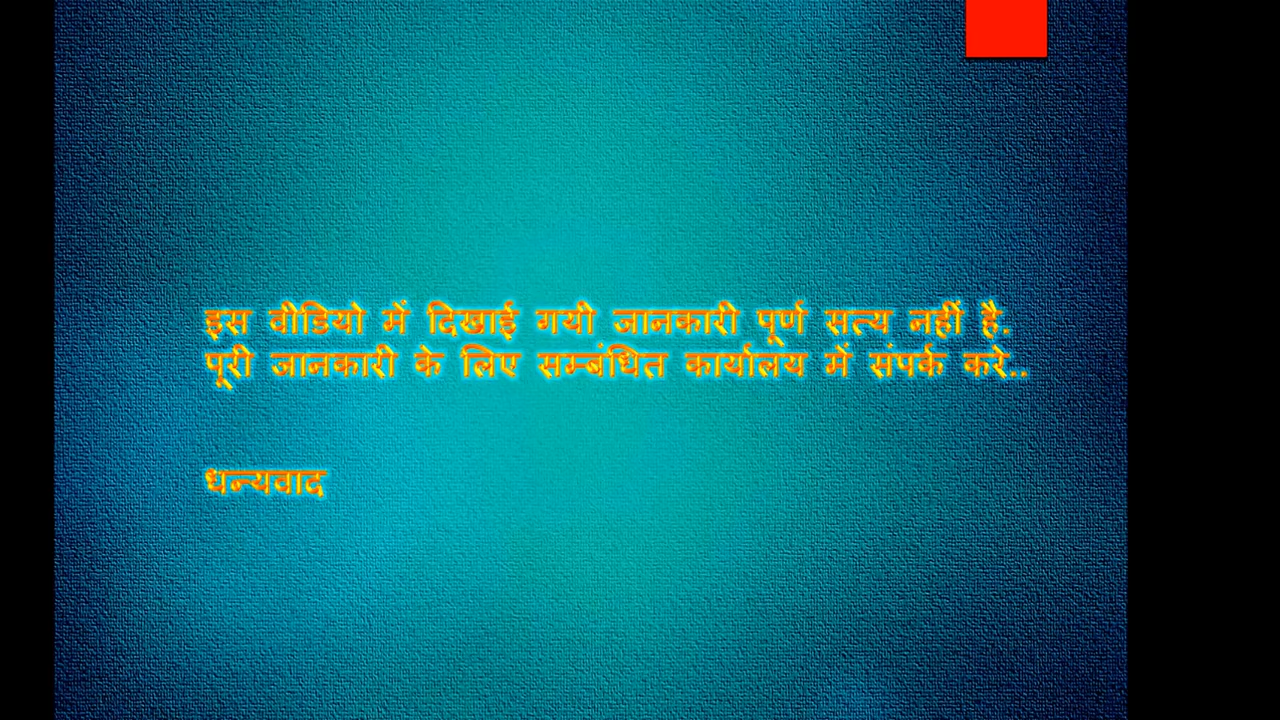 इस वीडियो में दिखाई गयी जानकारी पूर्ण सत्य नहीं है.
पूरी जानकारी के लिए सम्बंधित कार्यालय में संपर्क करे..
धन्यवाद